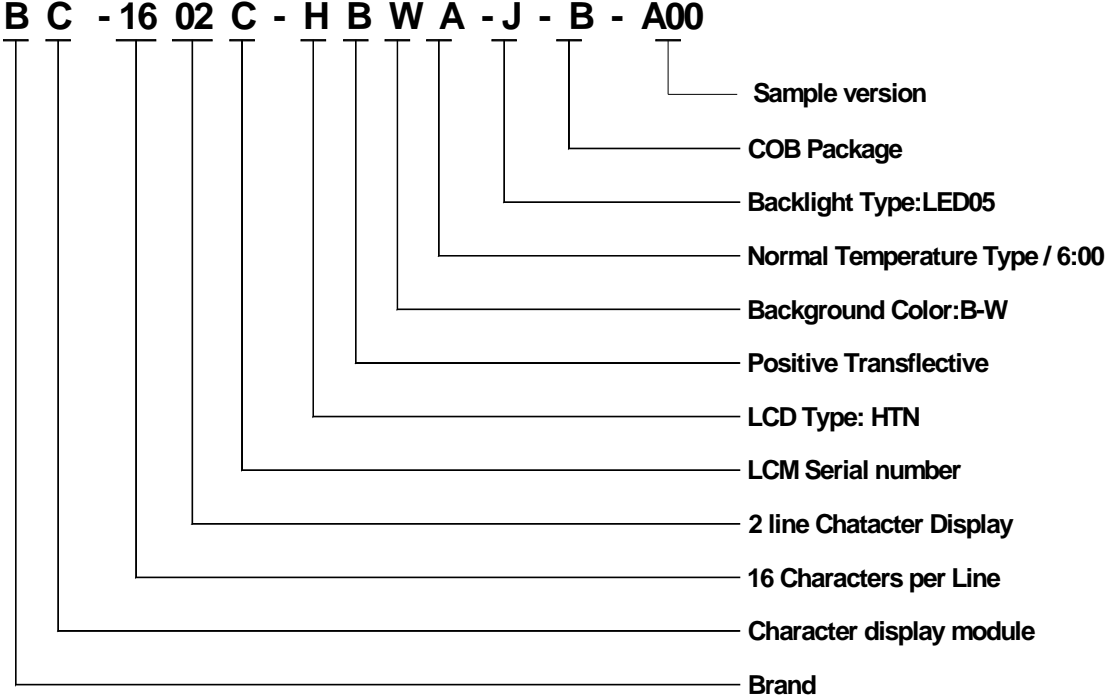 B C - 16 02 C - H B W A - J - B - A00
Sample version
COB Package
Backlight Type:LED05
Normal Temperature Type / 6:00
Background Color:B-W
Positive Transflective
LCD Type: HTN
LCM Serial number
2 line Chatacter Display
16 Characters per Line
Character display module
Brand